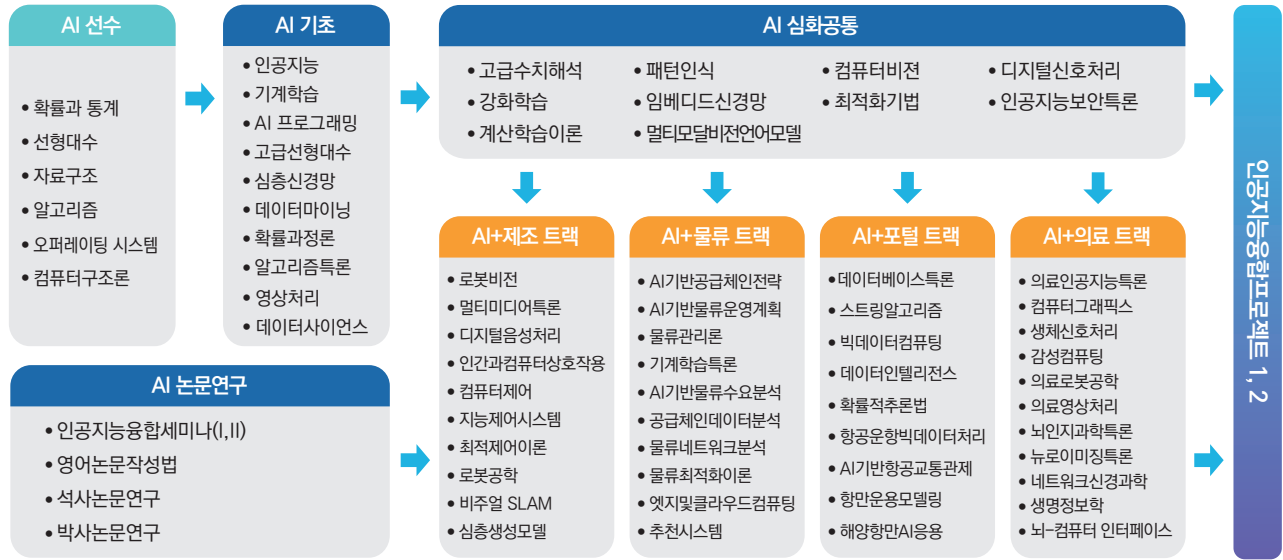 AI 선수
• 확률과 통계
• 선형대수
• 자료구조
• 알고리즘
• 오퍼레이팅 시스템
• 컴퓨터구조론
AI 기초
• 인공지능
• 기계학습
• AI 프로그래밍
• 고급선형대수
• 심층신경망
• 데이터마이닝
• 확률과정론
• 알고리즘특론
• 영상처리
• 데이터사이언스
AI 심화공통
• 고급수치해석
• 강화학습
• 계산학습이론
• 패턴인식
• 임베디드신경망
• 멀티모달비전언어모델
• 컴퓨터비젼
• 최적화기법
• 디지털신호처리
• 인공지능보안특론
AI 논문연구
• 인공지능융합세미나(I,II)
• 영어논문작성법
• 석사논문연구
• 박사논문연구
AI+제조 트랙
• 로봇비전
• 멀티미디어특론
• 디지털음성처리
• 인간과컴퓨터상호작용
• 컴퓨터제어
• 지능제어시스템
• 최적제어이론
• 로봇공학
• 비주얼 SLAM
• 심층생성모델
AI+물류 트랙
• AI기반공급체인전략
• AI기반물류운영계획
• 물류관리론
• 기계학습특론
• AI기반물류수요분석
• 공급체인데이터분석
• 물류네트워크분석
• 물류최적화이론
• 엣지및클라우드컴퓨팅
• 추천시스템
AI+포털 트랙
• 데이터베이스특론
• 스트링알고리즘
• 빅데이터컴퓨팅
• 데이터인텔리전스
• 확률적추론법
• 항공운항빅데이터처리
• AI기반항공교통관제
• 항만운용모델링
• 해양항만AI응용
AI+의료 트랙
• 의료인공지능특론
• 컴퓨터그래픽스
• 생체신호처리
• 감성컴퓨팅
• 의료로봇공학
• 의료영상처리
• 뇌인지과학특론
• 뉴로이미징특론
• 네트워크신경과학
• 생명정보학
• 뇌-컴퓨터 인터페이스
인공지능융합프로젝트 1, 2